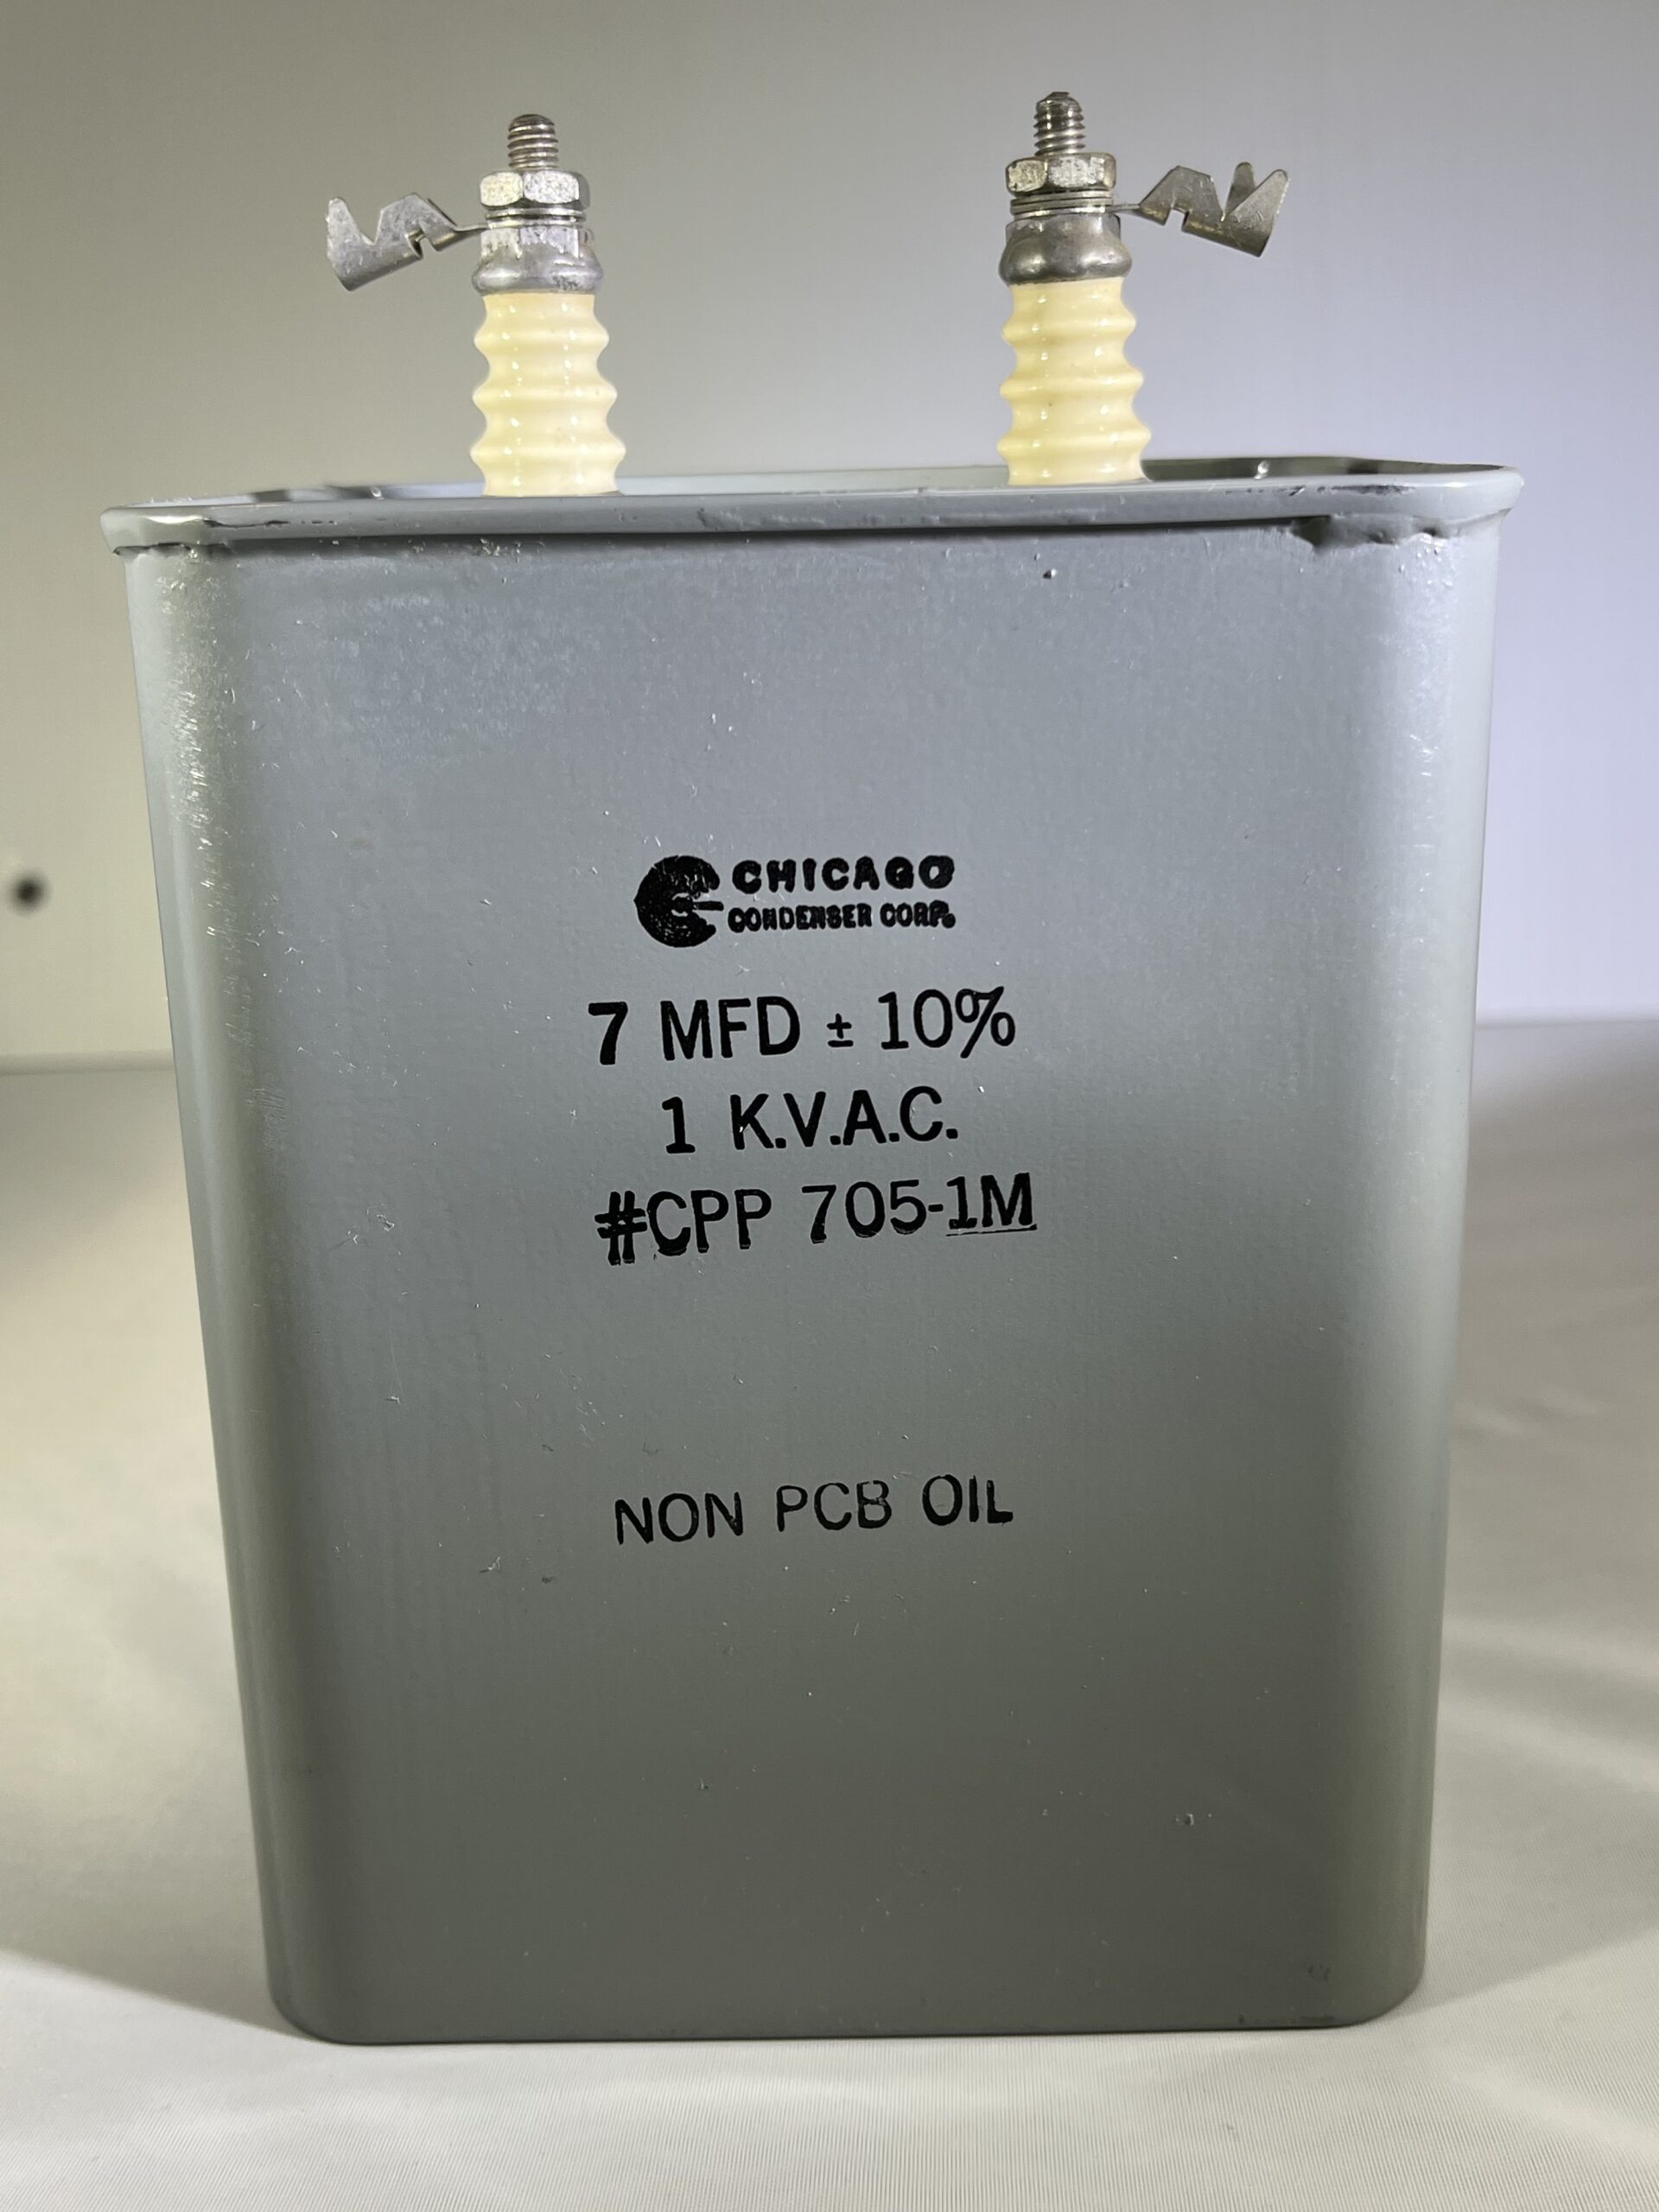 CHICAGO
CONDENSER CORP.
7 MFD ± 10%
1 K.V.A.C.
#CPP 705-1M
NON PCB OIL